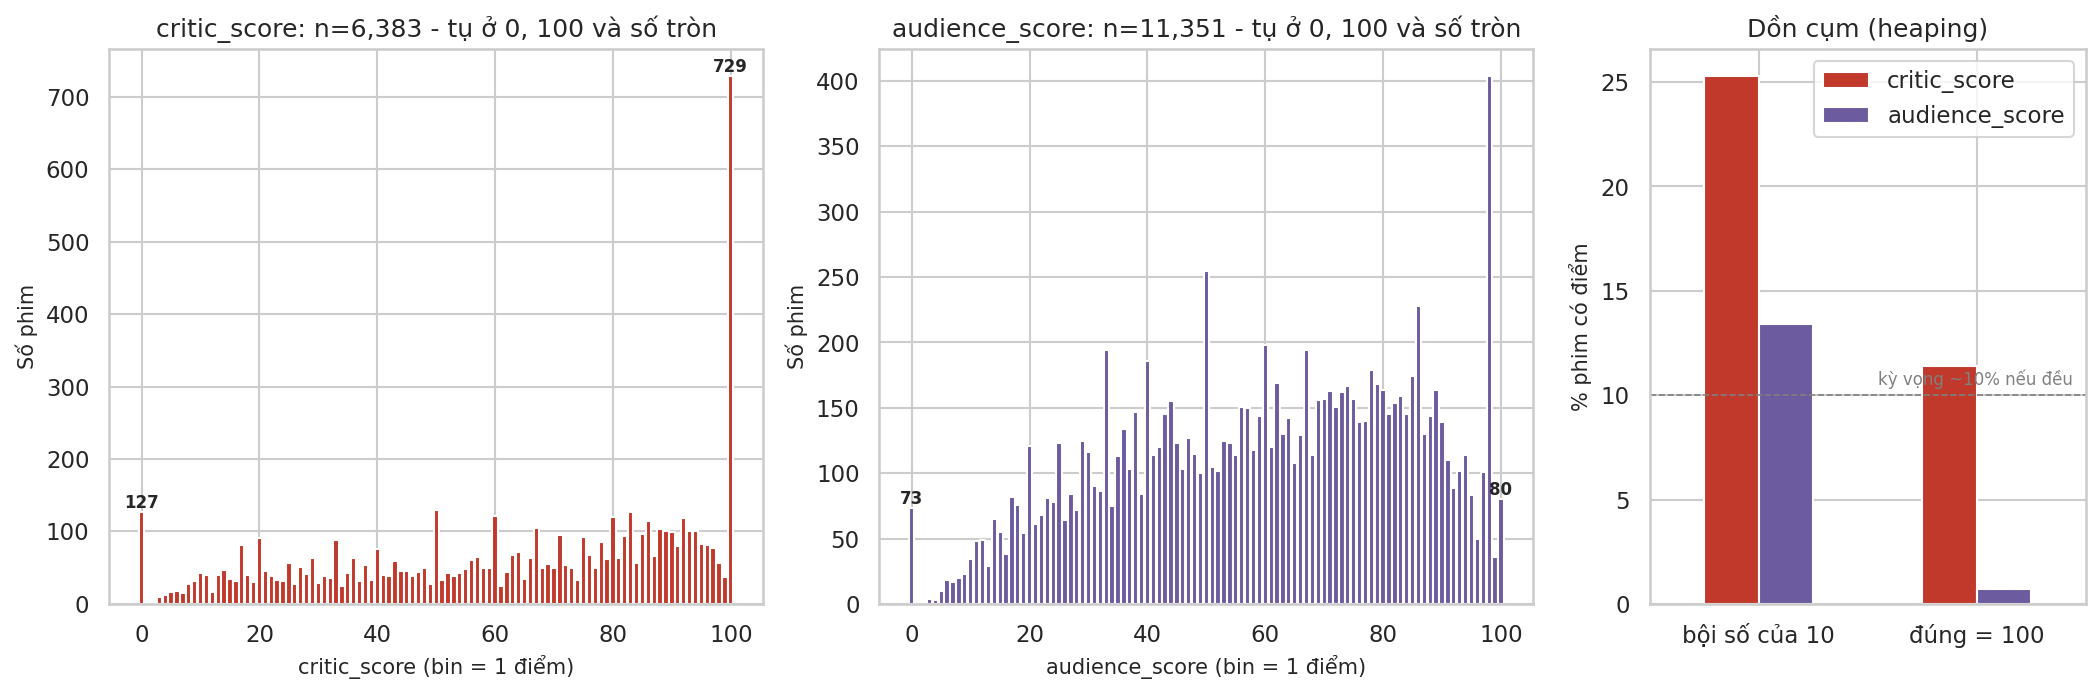 critic_score: n=6,383 - tụ ở 0, 100 và số tròn
729
127
700
600
500
400
300
200
100
0
Số phim
0 20 40 60 80 100
critic_score (bin = 1 điểm)
audience_score: n=11,351 - tụ ở 0, 100 và số tròn
73
80
400
350
300
250
200
150
100
50
0
Số phim
0 20 40 60 80 100
audience_score (bin = 1 điểm)
Dồn cụm (heaping)
critic_score
audience_score
kỳ vọng ~10% nếu đều
25
20
15
10
5
0
% phim có điểm
bội số của 10 đúng = 100